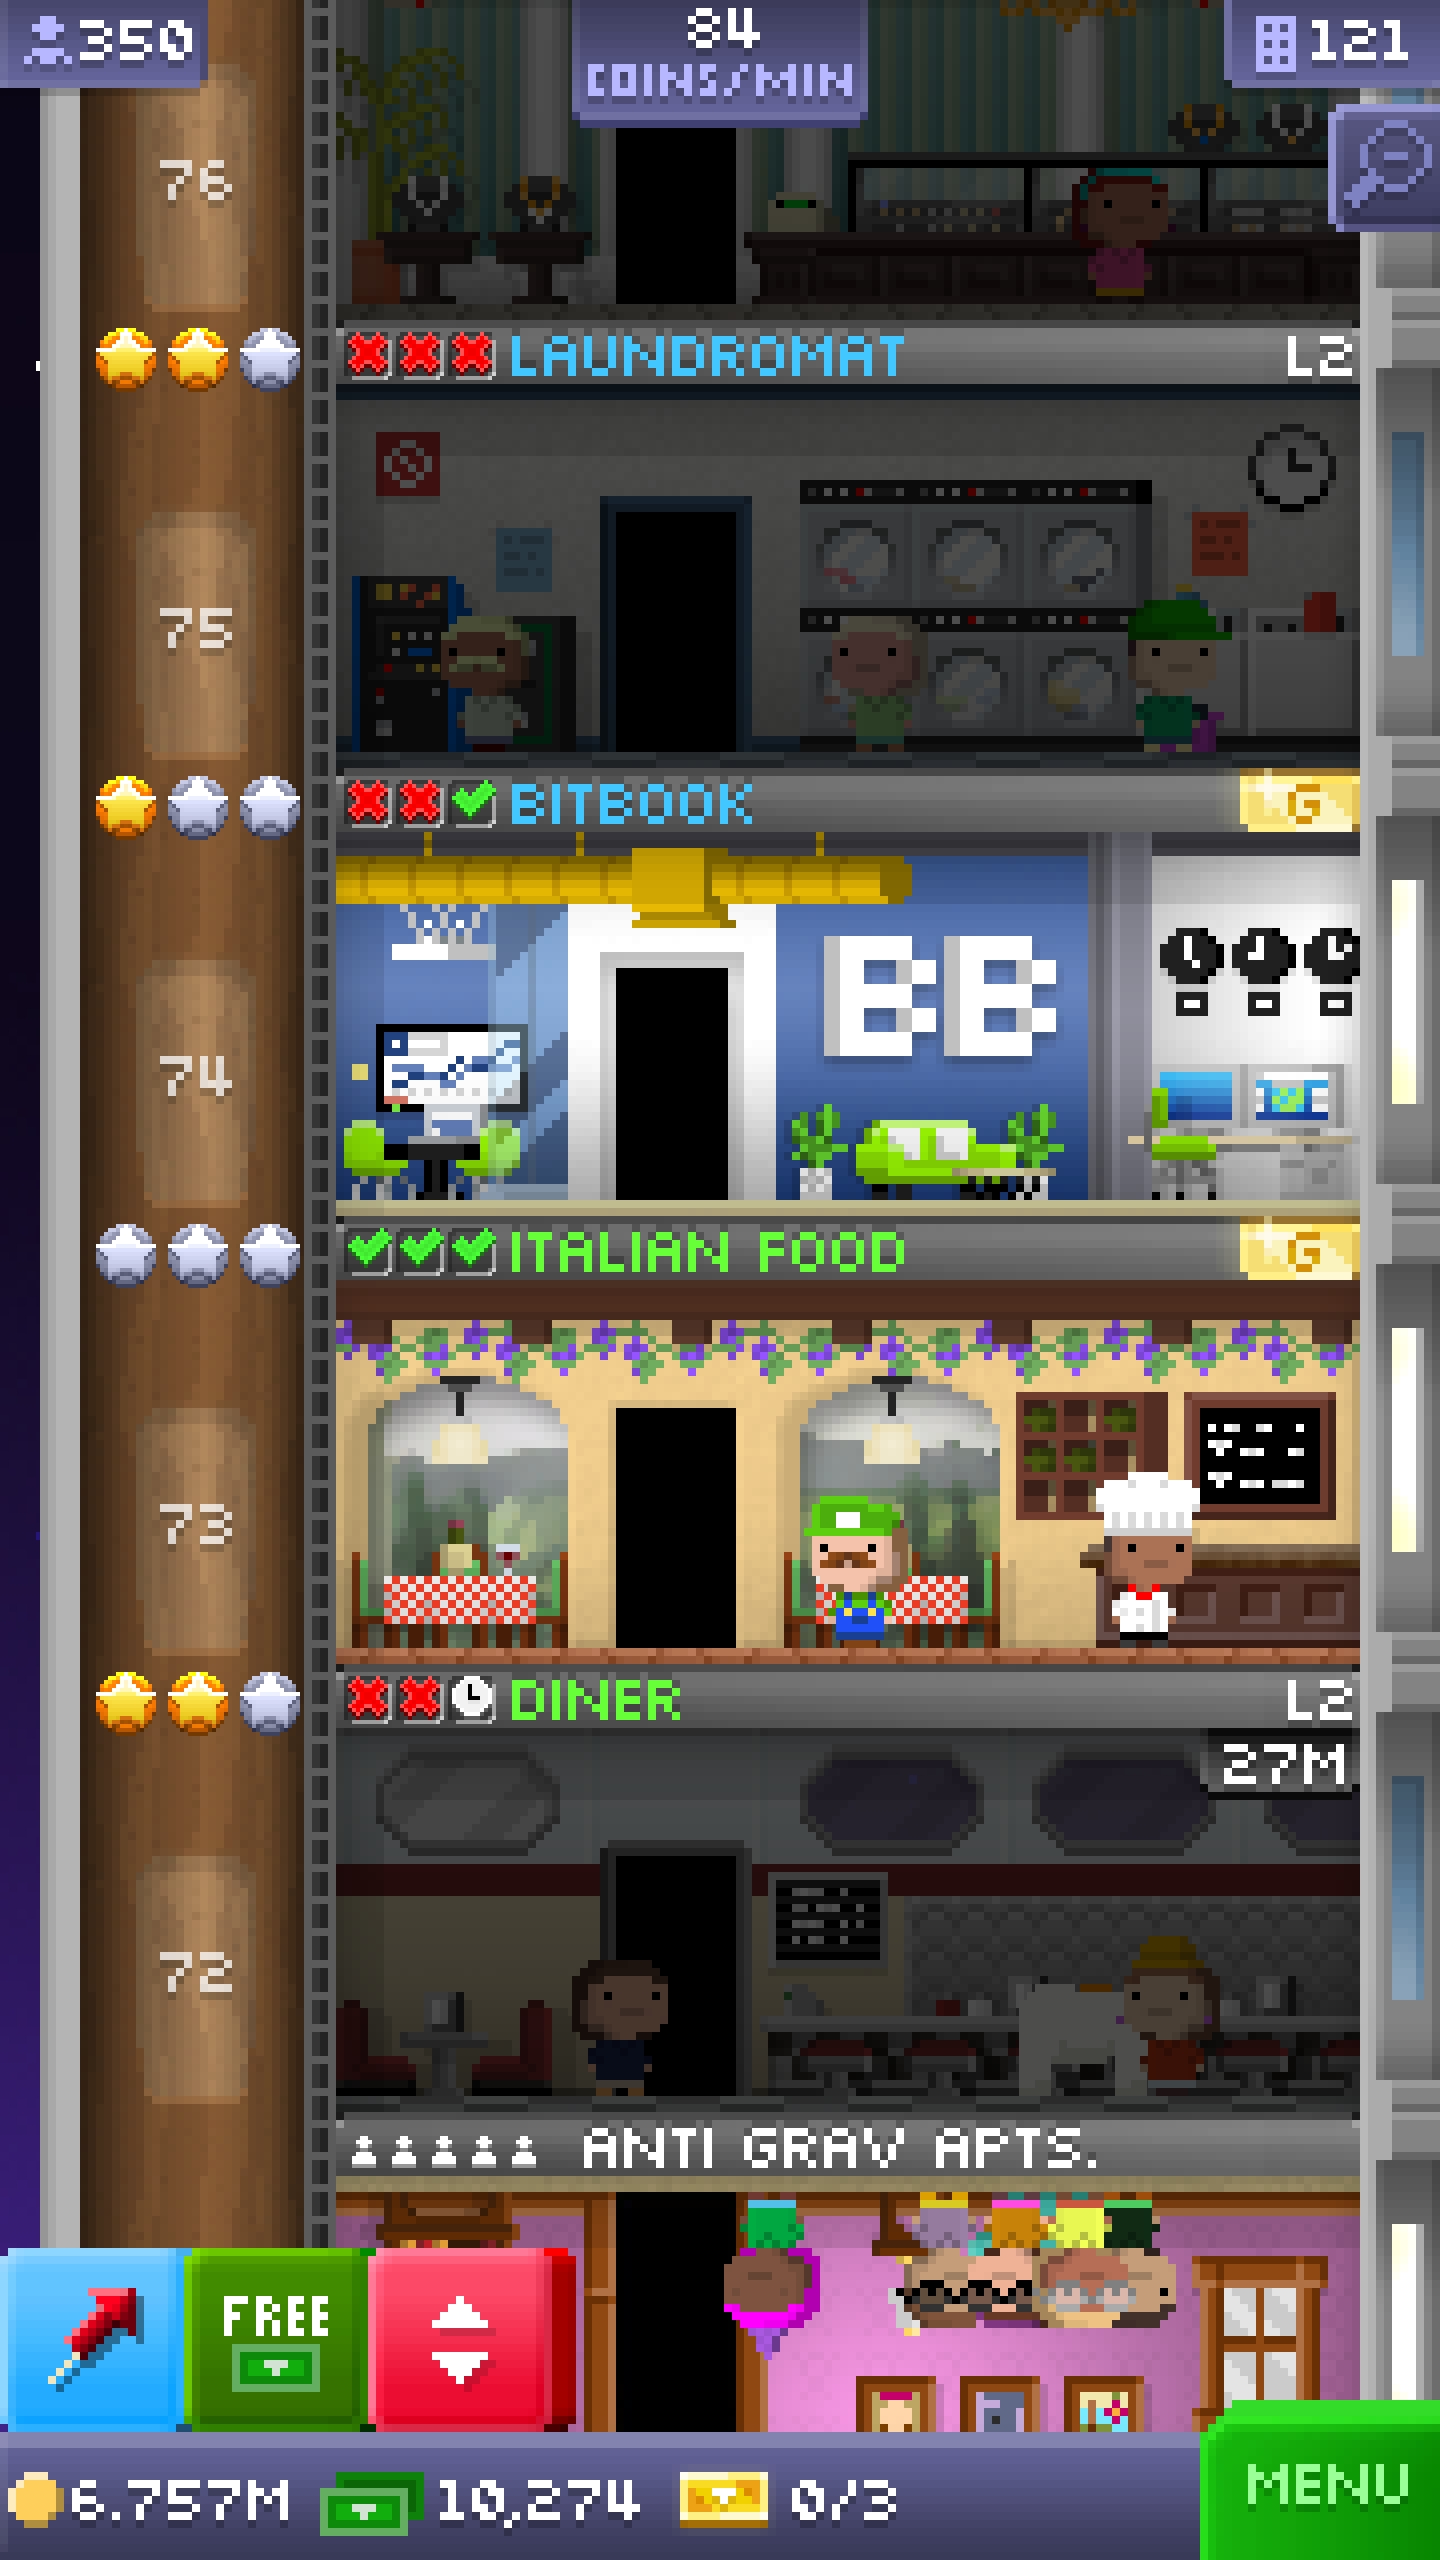 350
84
COINS/MIN
121
76
LAUNDROMAT
L2
75
BITBOOK
G
BB
74
ITALIAN FOOD
G
73
DINER
L2
27M
72
ANTI GRAV APTS.
FREE
6.757M
10,274
0/3
MENU